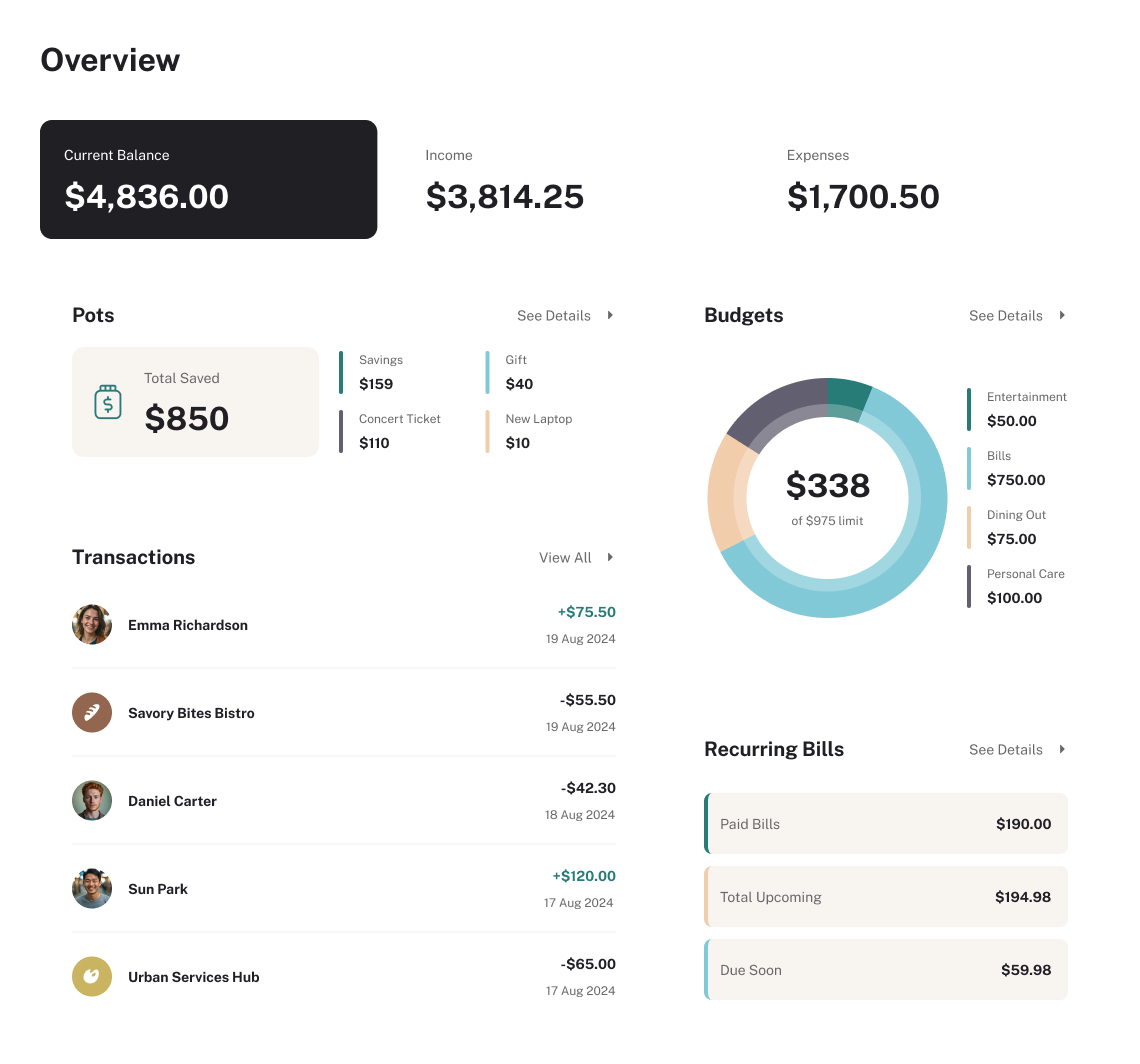 Overview
Current Balance
$4,836.00
Income
$3,814.25
Expenses
$1,700.50
Pots
See Details
Total Saved
$850
Savings
$159
Gift
$40
Concert Ticket
$110
New Laptop
$10
Transactions
View All
Emma Richardson
+$75.50
19 Aug 2024
Savory Bites Bistro
-$55.50
19 Aug 2024
Daniel Carter
-$42.30
18 Aug 2024
Sun Park
+$120.00
17 Aug 2024
Urban Services Hub
-$65.00
17 Aug 2024
Budgets
See Details
$338
of $975 limit
Entertainment
$50.00
Bills
$750.00
Dining Out
$75.00
Personal Care
$100.00
Recurring Bills
See Details
Paid Bills
$190.00
Total Upcoming
$194.98
Due Soon
$59.98